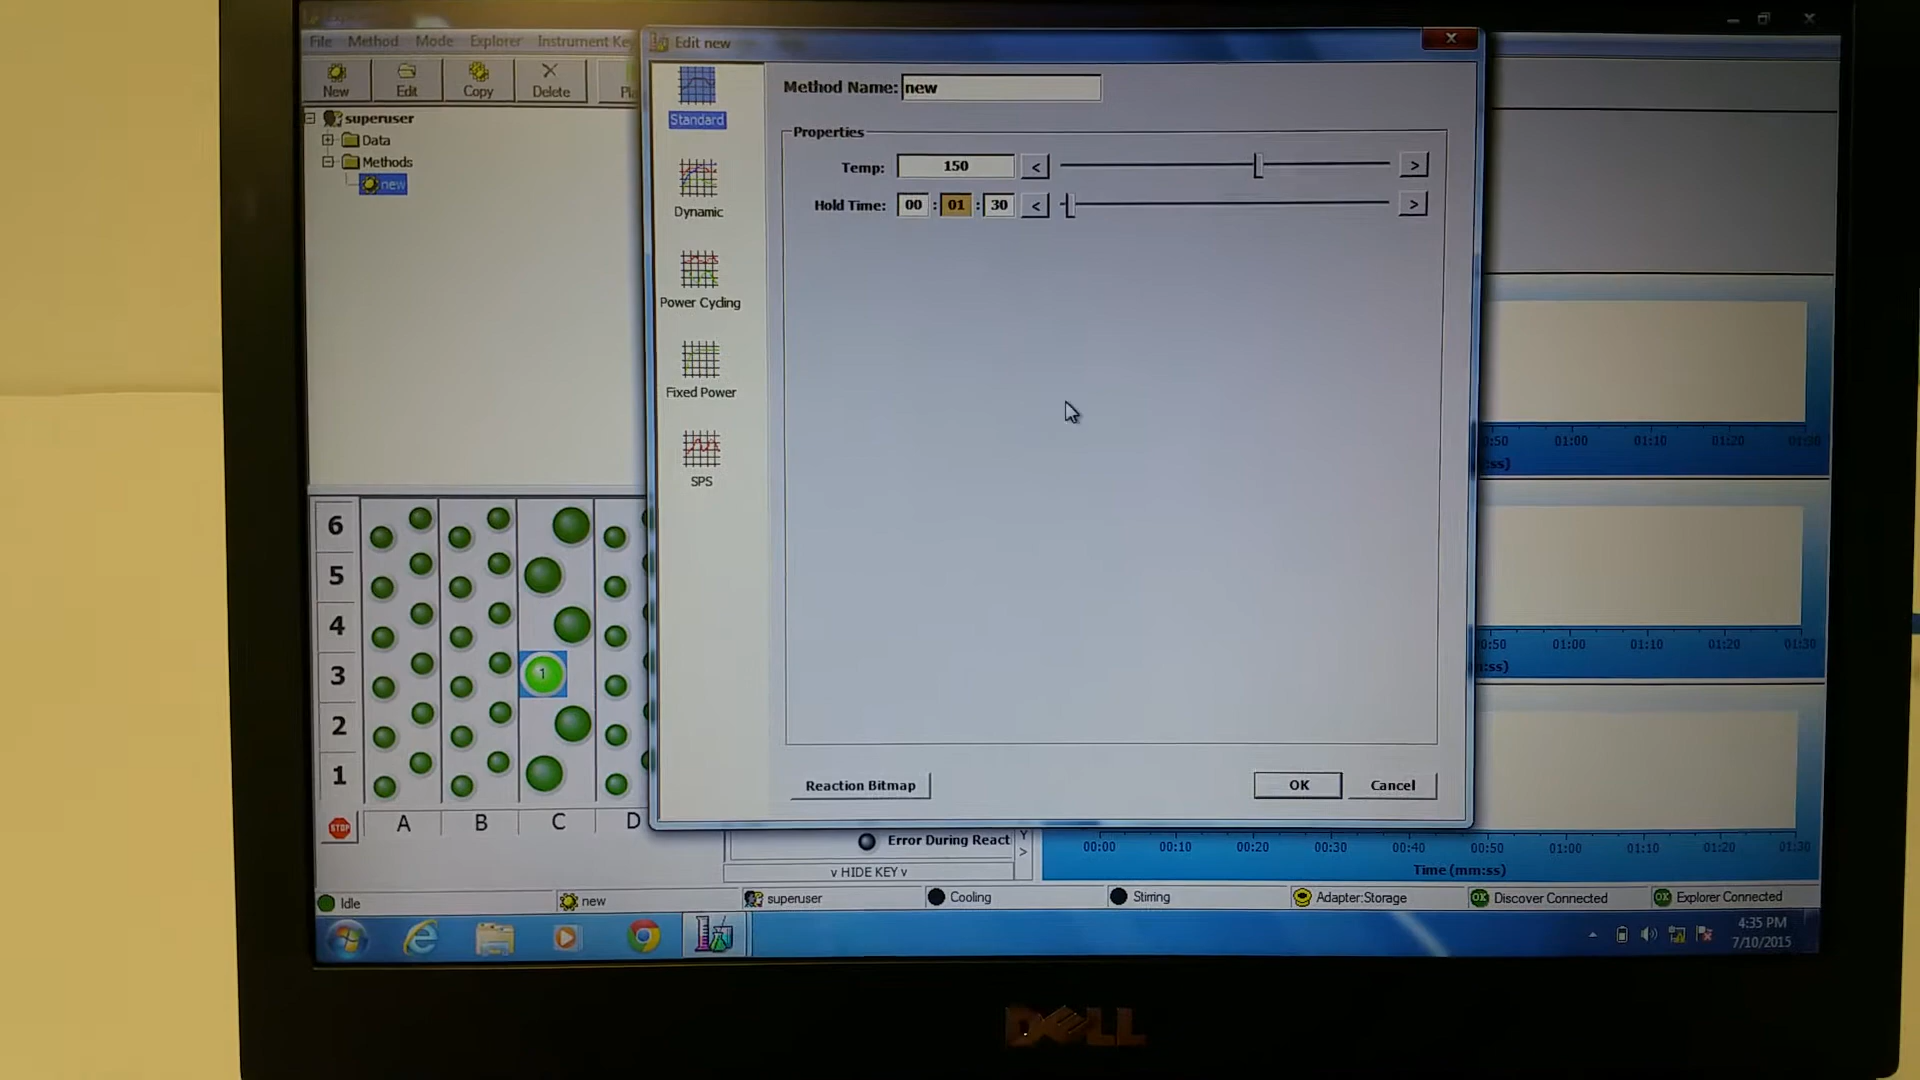 File Method Mode Explorer Instrument Key
New Edit Copy Delete
superuser
Data
Methods
new
Edit new
X
Standard
Dynamic
Power Cycling
Fixed Power
SPS
Method Name: new
Properties
Temp: 150 < >
Hold Time: 00 : 01 : 30 < >
Reaction Bitmap OK Cancel
6
5
4
3 1
2
1
STOP A B C D
:50 01:00 01:10 01:20 01:30
:ss)
0:50 01:00 01:10 01:20 01:30
n:ss)
Error During React
v HIDE KEY v
Y
>
00:00 00:10 00:20 00:30 00:40 00:50 01:00 01:10 01:20 01:30
Time (mm:ss)
Idle new superuser Cooling Stirring Adapter:Storage OK Discover Connected OK Explorer Connected
4:35 PM
7/10/2015
DELL